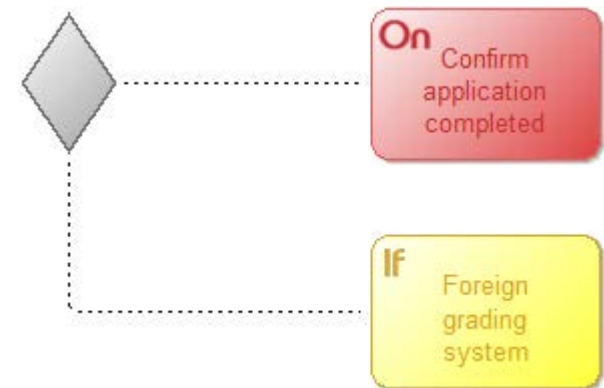 On
Confirm
application
completed
If
Foreign
grading
system